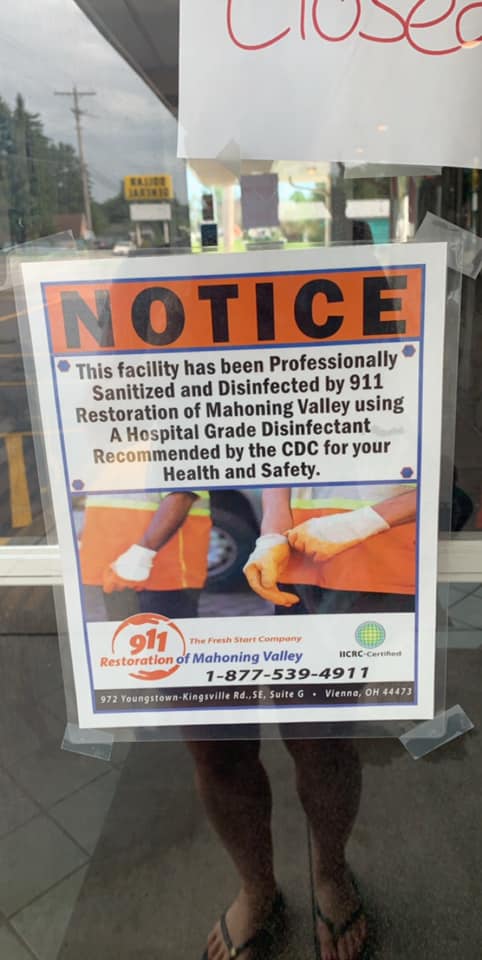 Closed
NOTICE
This facility has been Professionally
Sanitized and Disinfected by 911
Restoration of Mahoning Valley using
A Hospital Grade Disinfectant
Recommended by the CDC for your
Health and Safety.
911
The Fresh Start Company
Restoration of Mahoning Valley
IICRC-Certified
1-877-539-4911
972 Youngstown-Kingsville Rd.,SE, Suite G • Vienna, OH 44473
DOLLAR
GENERAL